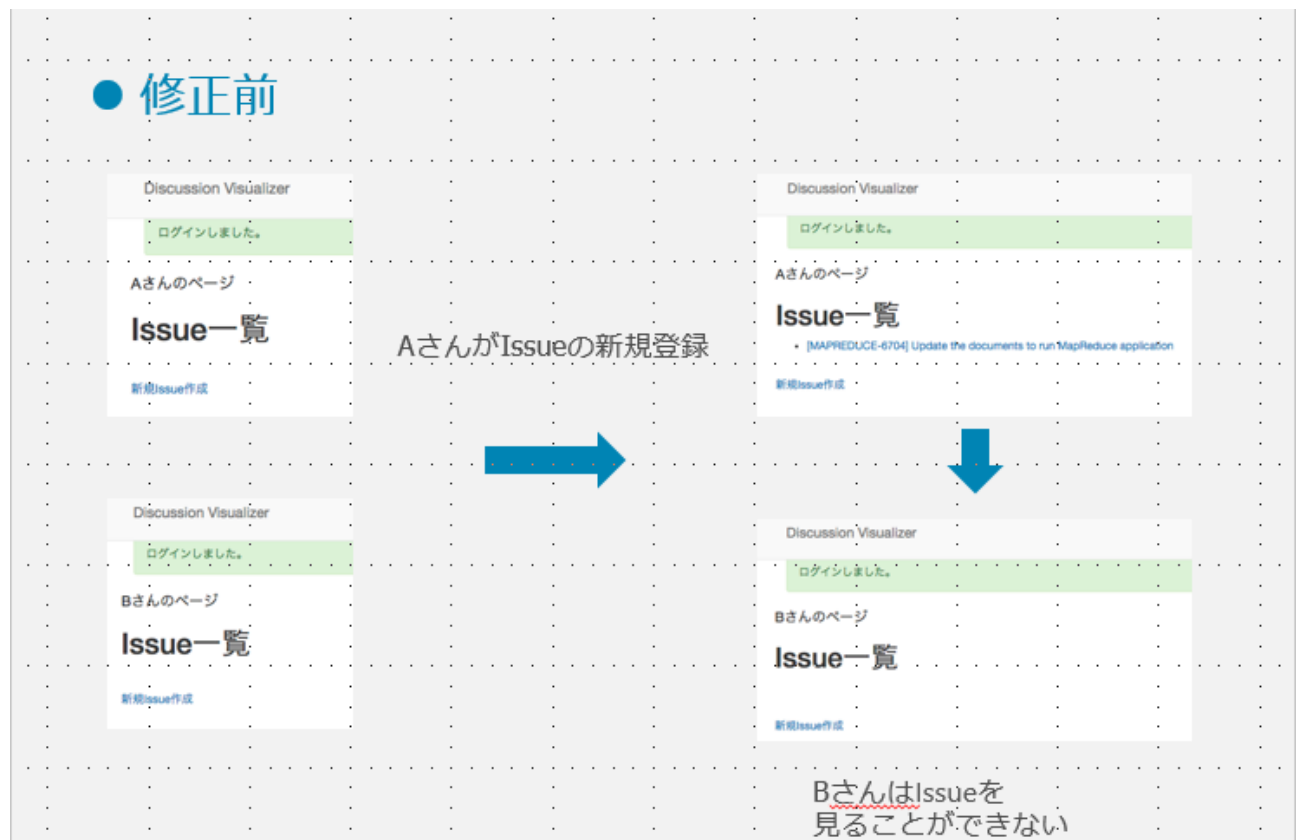 ● 修正前
Discussion Visualizer
ログインしました。
Aさんのページ
Issue一覧
新規Issue作成
AさんがIssueの新規登録
Discussion Visualizer
ログインしました。
Aさんのページ
Issue一覧
• [MAPREDUCE-6704] Update the documents to run MapReduce application
新規Issue作成
Discussion Visualizer
ログインしました。
Bさんのページ
Issue一覧
新規Issue作成
Discussion Visualizer
ログインしました。
Bさんのページ
Issue一覧
新規Issue作成
BさんはIssueを
見ることができない